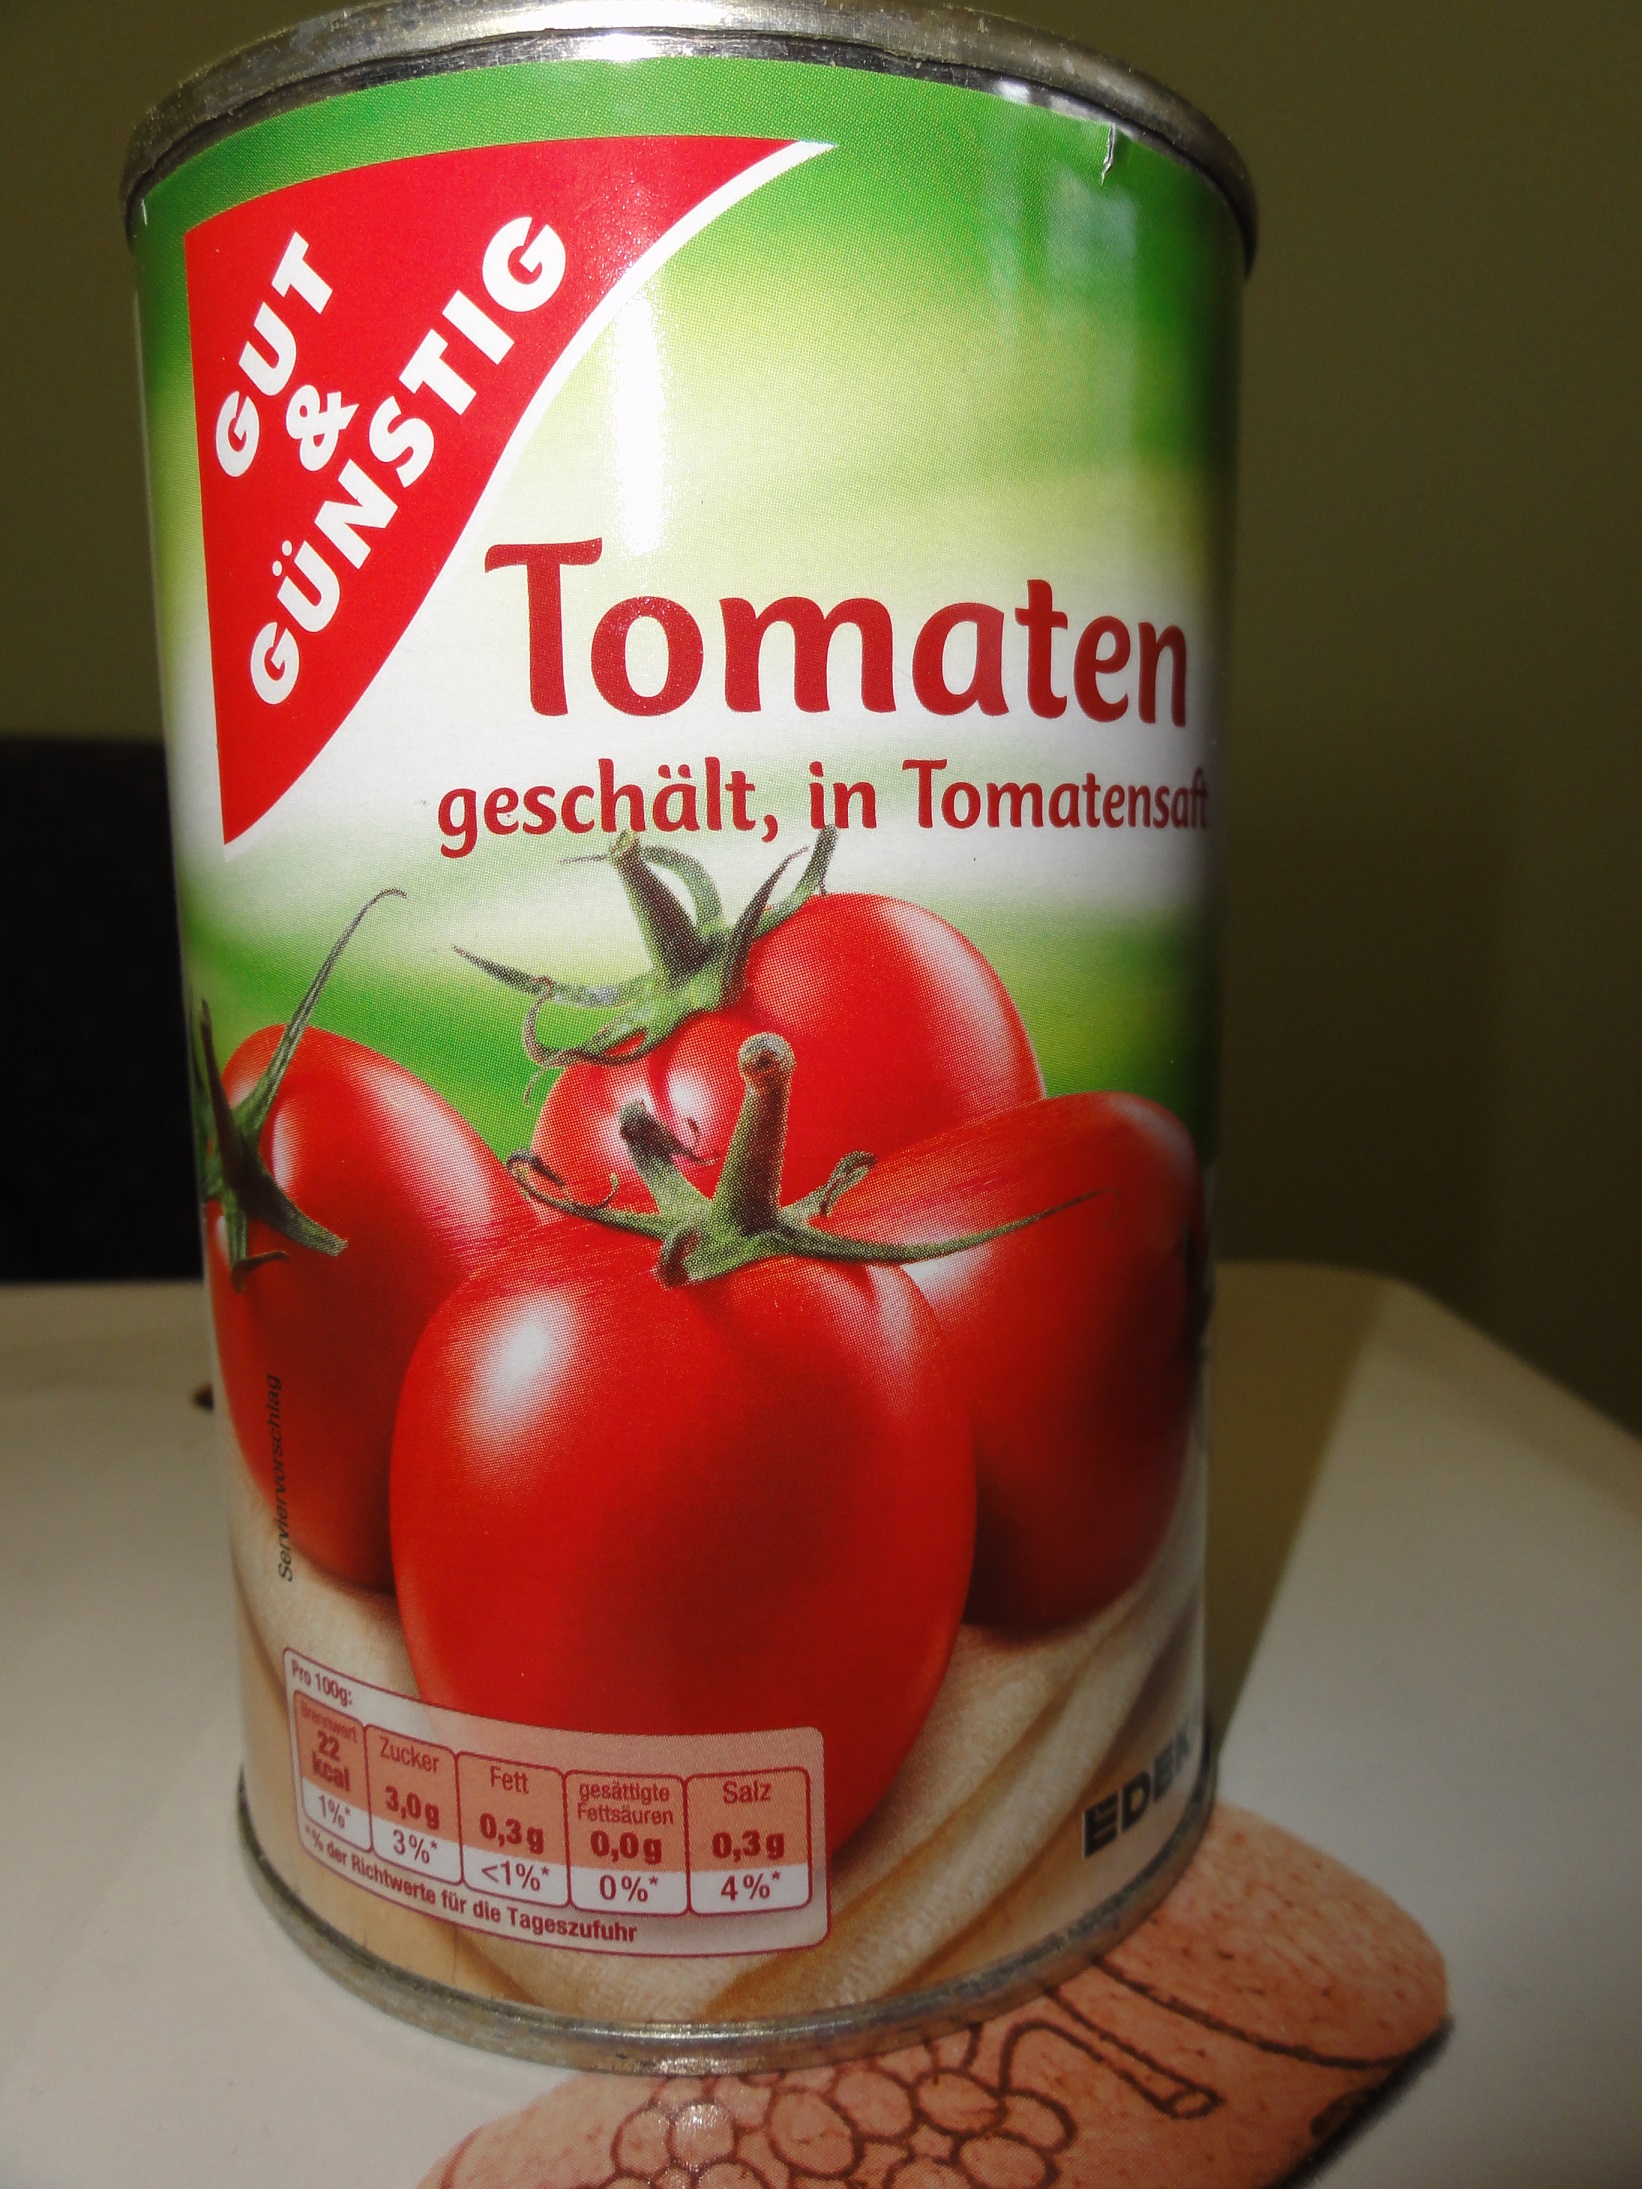 GUT
&
GÜNSTIG
Tomaten
geschält, in Tomatensaft
Serviervorschlag
Pro 100g:
Brennwert
22
kcal
1%*
Zucker
3,0g
3%*
Fett
0,3g
<1%*
gesättigte
Fettsäuren
0,0g
0%*
Salz
0,3g
4%*
*% der Richtwerte für die Tageszufuhr
EDEKA